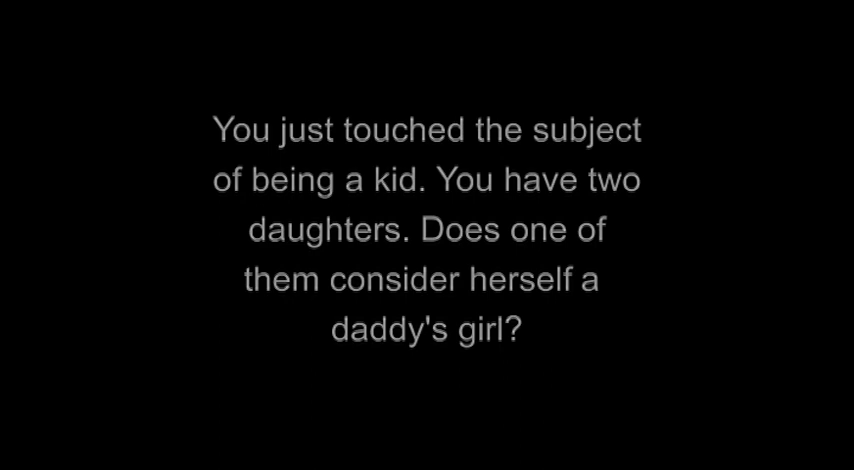 You just touched the subject
of being a kid. You have two
daughters. Does one of
them consider herself a
daddy's girl?